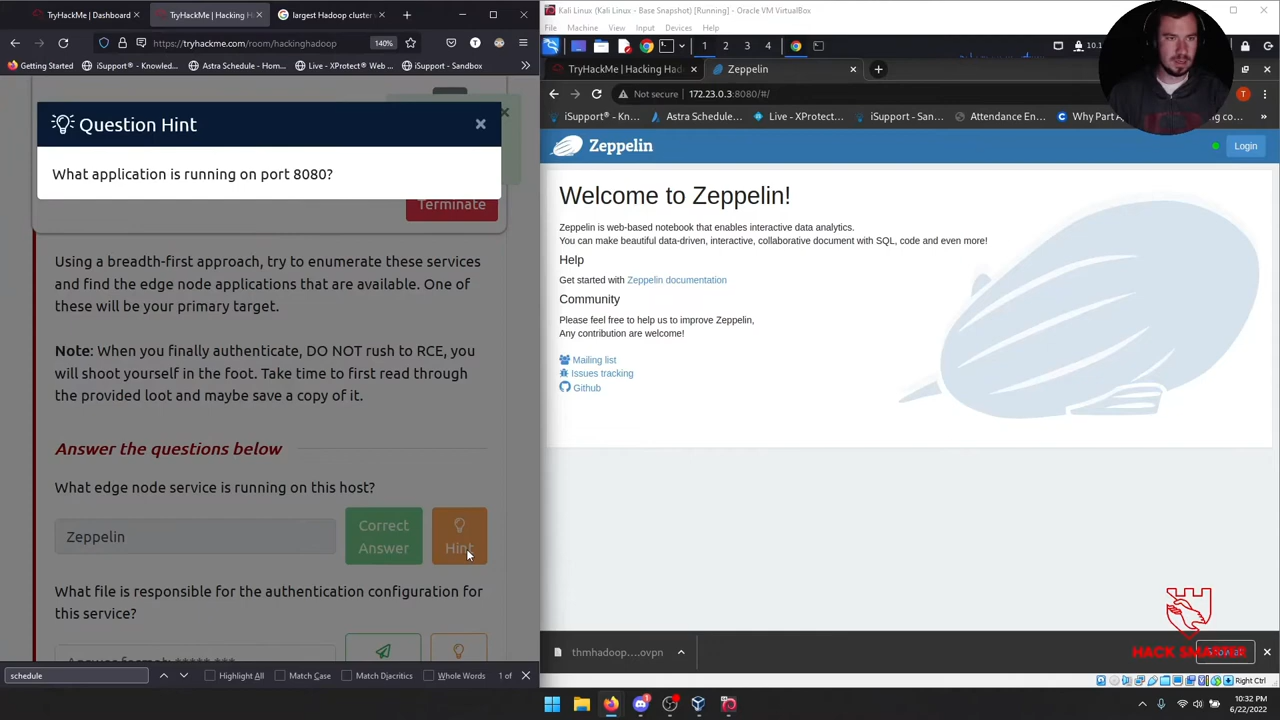 TryHackMe | Dashboard
TryHackMe | Hacking H
largest Hadoop cluster
https://tryhackme.com/room/hackinghadoop
140%
Getting Started
iSupport® - Knowled...
Astra Schedule - Hom...
Live - XProtect® Web ...
iSupport - Sandbox
Question Hint
What application is running on port 8080?
Terminate
Using a breadth-first approach, try to enumerate these services
and find the edge node applications that are available. One of
these will be your primary target.
Note: When you finally authenticate, DO NOT rush to RCE, you
will shoot yourself in the foot. Take time to first read through
the provided loot and maybe save a copy of it.
Answer the questions below
What edge node service is running on this host?
Zeppelin
Correct
Answer
Hint
What file is responsible for the authentication configuration for
this service?
Answer format: *****.***
schedule
Highlight All
Match Case
Match Diacritics
Whole Words
1 of
Kali Linux (Kali Linux - Base Snapshot) [Running] - Oracle VM VirtualBox
File Machine View Input Devices Help
1 2 3 4
10.1
TryHackMe | Hacking Had
Zeppelin
Not secure 172.23.0.3:8080/#/
iSupport® - Kn...
Astra Schedule...
Live - XProtect...
iSupport - San...
Attendance En...
Why Part A
ng co...
Zeppelin
Login
Welcome to Zeppelin!
Zeppelin is web-based notebook that enables interactive data analytics.
You can make beautiful data-driven, interactive, collaborative document with SQL, code and even more!
Help
Get started with Zeppelin documentation
Community
Please feel free to help us to improve Zeppelin,
Any contribution are welcome!
Mailing list
Issues tracking
Github
thmhadoop....ovpn
HACK SMARTER
Right Ctrl
10:32 PM
6/22/2022